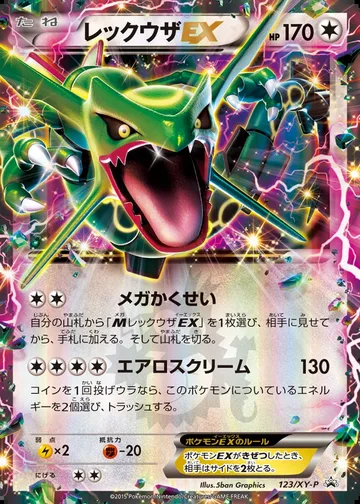 たね
レックウザEX
HP170
メガかくせい
自分の山札から「MレックウザEX」を1枚選び、相手に見せて
から、手札に加える。そして山札を切る。
エアロスクリーム 130
コインを1回投げウラなら、このポケモンについているエネル
ギーを2個選び、トラッシュする。
弱点 ×2 抵抗力 -20
にげる
ポケモンEXのルール
ポケモンEXがきぜつしたとき、
相手はサイドを2枚とる。
Illus.5ban Graphics 123/XY-P
©2015 Pokémon/Nintendo/Creatures/GAME FREAK.